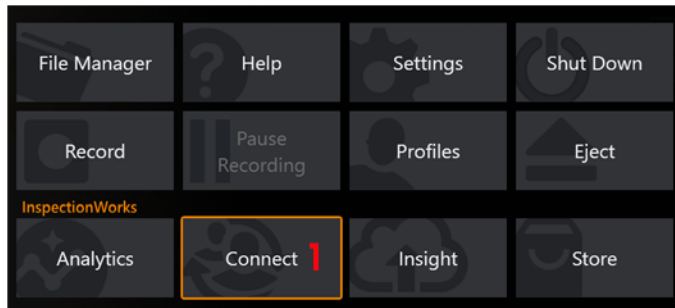 File Manager
Help
Settings
Shut Down
Record
Pause
Recording
Profiles
Eject
InspectionWorks
Analytics
Connect 1
Insight
Store